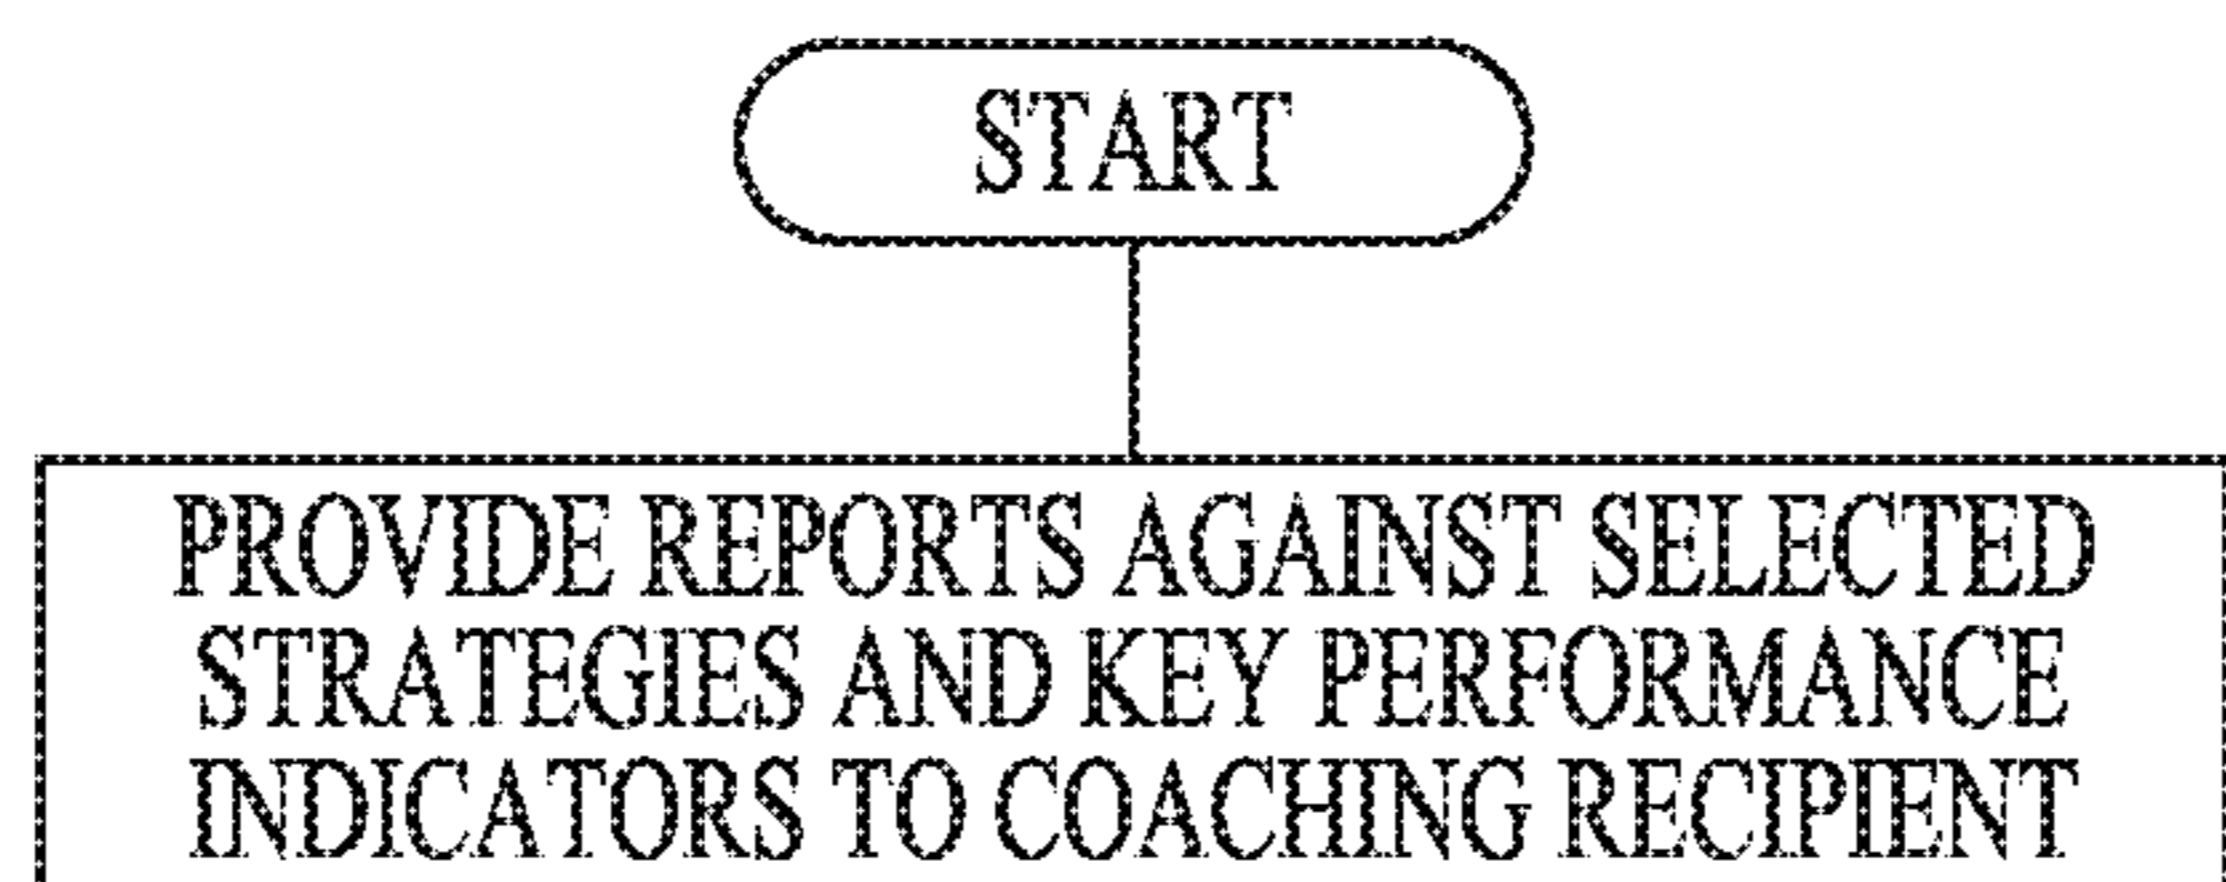 START
PROVIDE REPORTS AGAINST SELECTED
STRATEGIES AND KEY PERFORMANCE
INDICATORS TO COACHING RECIPIENT